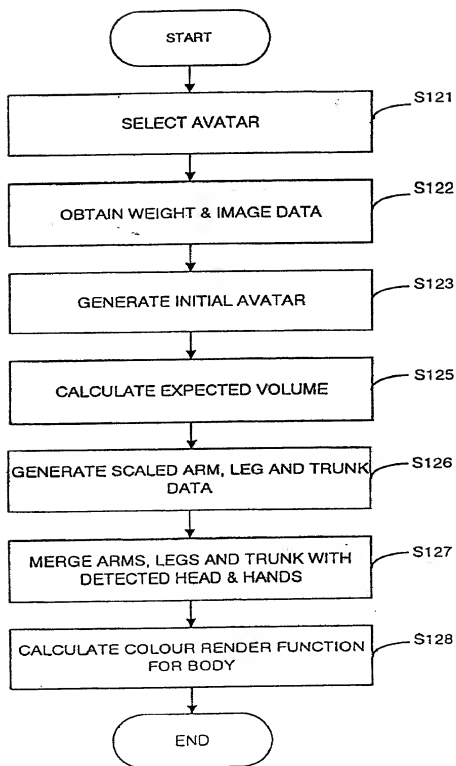 START
S121
SELECT AVATAR
S122
OBTAIN WEIGHT & IMAGE DATA
S123
GENERATE INITIAL AVATAR
S125
CALCULATE EXPECTED VOLUME
S126
GENERATE SCALED ARM, LEG AND TRUNK
DATA
S127
MERGE ARMS, LEGS AND TRUNK WITH
DETECTED HEAD & HANDS
S128
CALCULATE COLOUR RENDER FUNCTION
FOR BODY
END